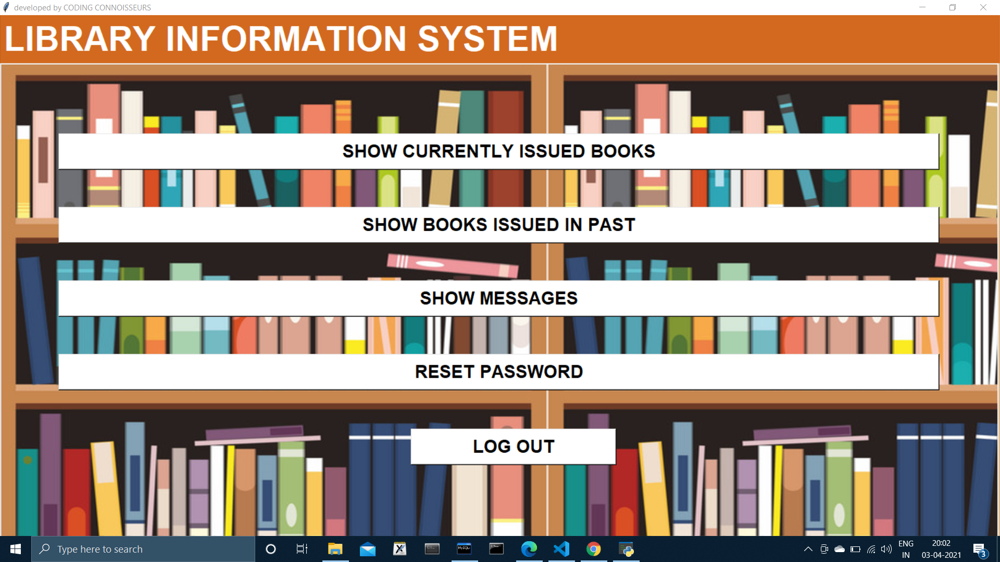 developed by CODING CONNOISSEURS
LIBRARY INFORMATION SYSTEM
SHOW CURRENTLY ISSUED BOOKS
SHOW BOOKS ISSUED IN PAST
SHOW MESSAGES
RESET PASSWORD
LOG OUT
Type here to search
ENG
IN
20:02
03-04-2021
3